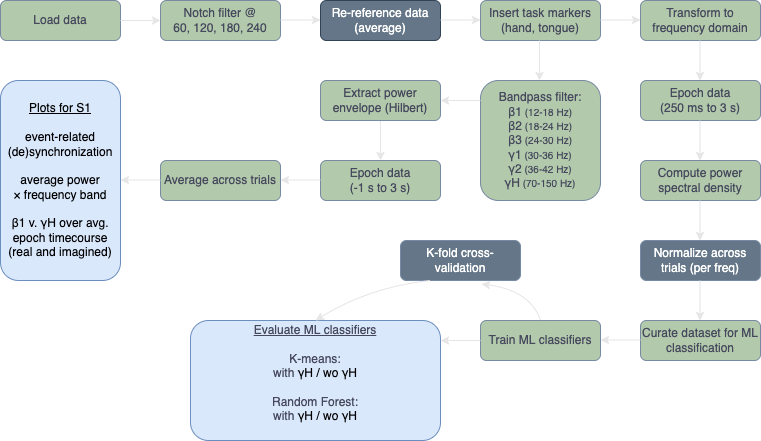 Load data
Notch filter @
60, 120, 180, 240
Re-reference data
(average)
Insert task markers
(hand, tongue)
Transform to
frequency domain
Plots for S1
event-related
(de)synchronization
average power
× frequency band
β1 v. γH over avg.
epoch timecourse
(real and imagined)
Extract power
envelope (Hilbert)
Bandpass filter:
β1 (12-18 Hz)
β2 (18-24 Hz)
β3 (24-30 Hz)
γ1 (30-36 Hz)
γ2 (36-42 Hz)
γH (70-150 Hz)
Epoch data
(250 ms to 3 s)
Average across trials
Epoch data
(-1 s to 3 s)
Compute power
spectral density
K-fold cross-
validation
Normalize across
trials (per freq)
Evaluate ML classifiers
K-means:
with γH / wo γH
Random Forest:
with γH / wo γH
Train ML classifiers
Curate dataset for ML
classification